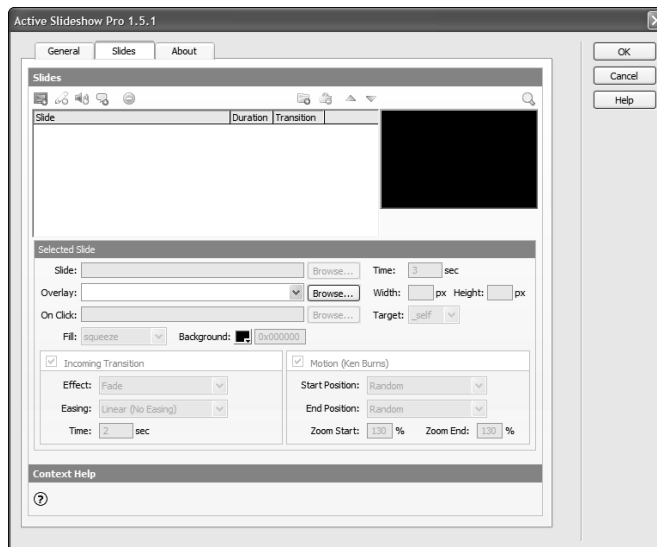 Active Slideshow Pro 1.5.1
General Slides About
OK
Cancel
Help
Slides
Slide Duration Transition
Selected Slide
Slide: Browse... Time: 3 sec
Overlay: Browse... Width: px Height: px
On Click: Browse... Target: _self
Fill: squeeze Background: 0x000000
Incoming Transition
Effect: Fade
Easing: Linear (No Easing)
Time: 2 sec
Motion (Ken Burns)
Start Position: Random
End Position: Random
Zoom Start: 130 % Zoom End: 130 %
Context Help
?